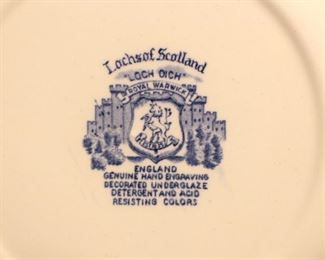 Lochs of Scotland
"LOCH OICH"
ROYAL WARWICK
ENGLAND
GENUINE HAND ENGRAVING
DECORATED UNDERGLAZE
DETERGENT AND ACID
RESISTING COLORS